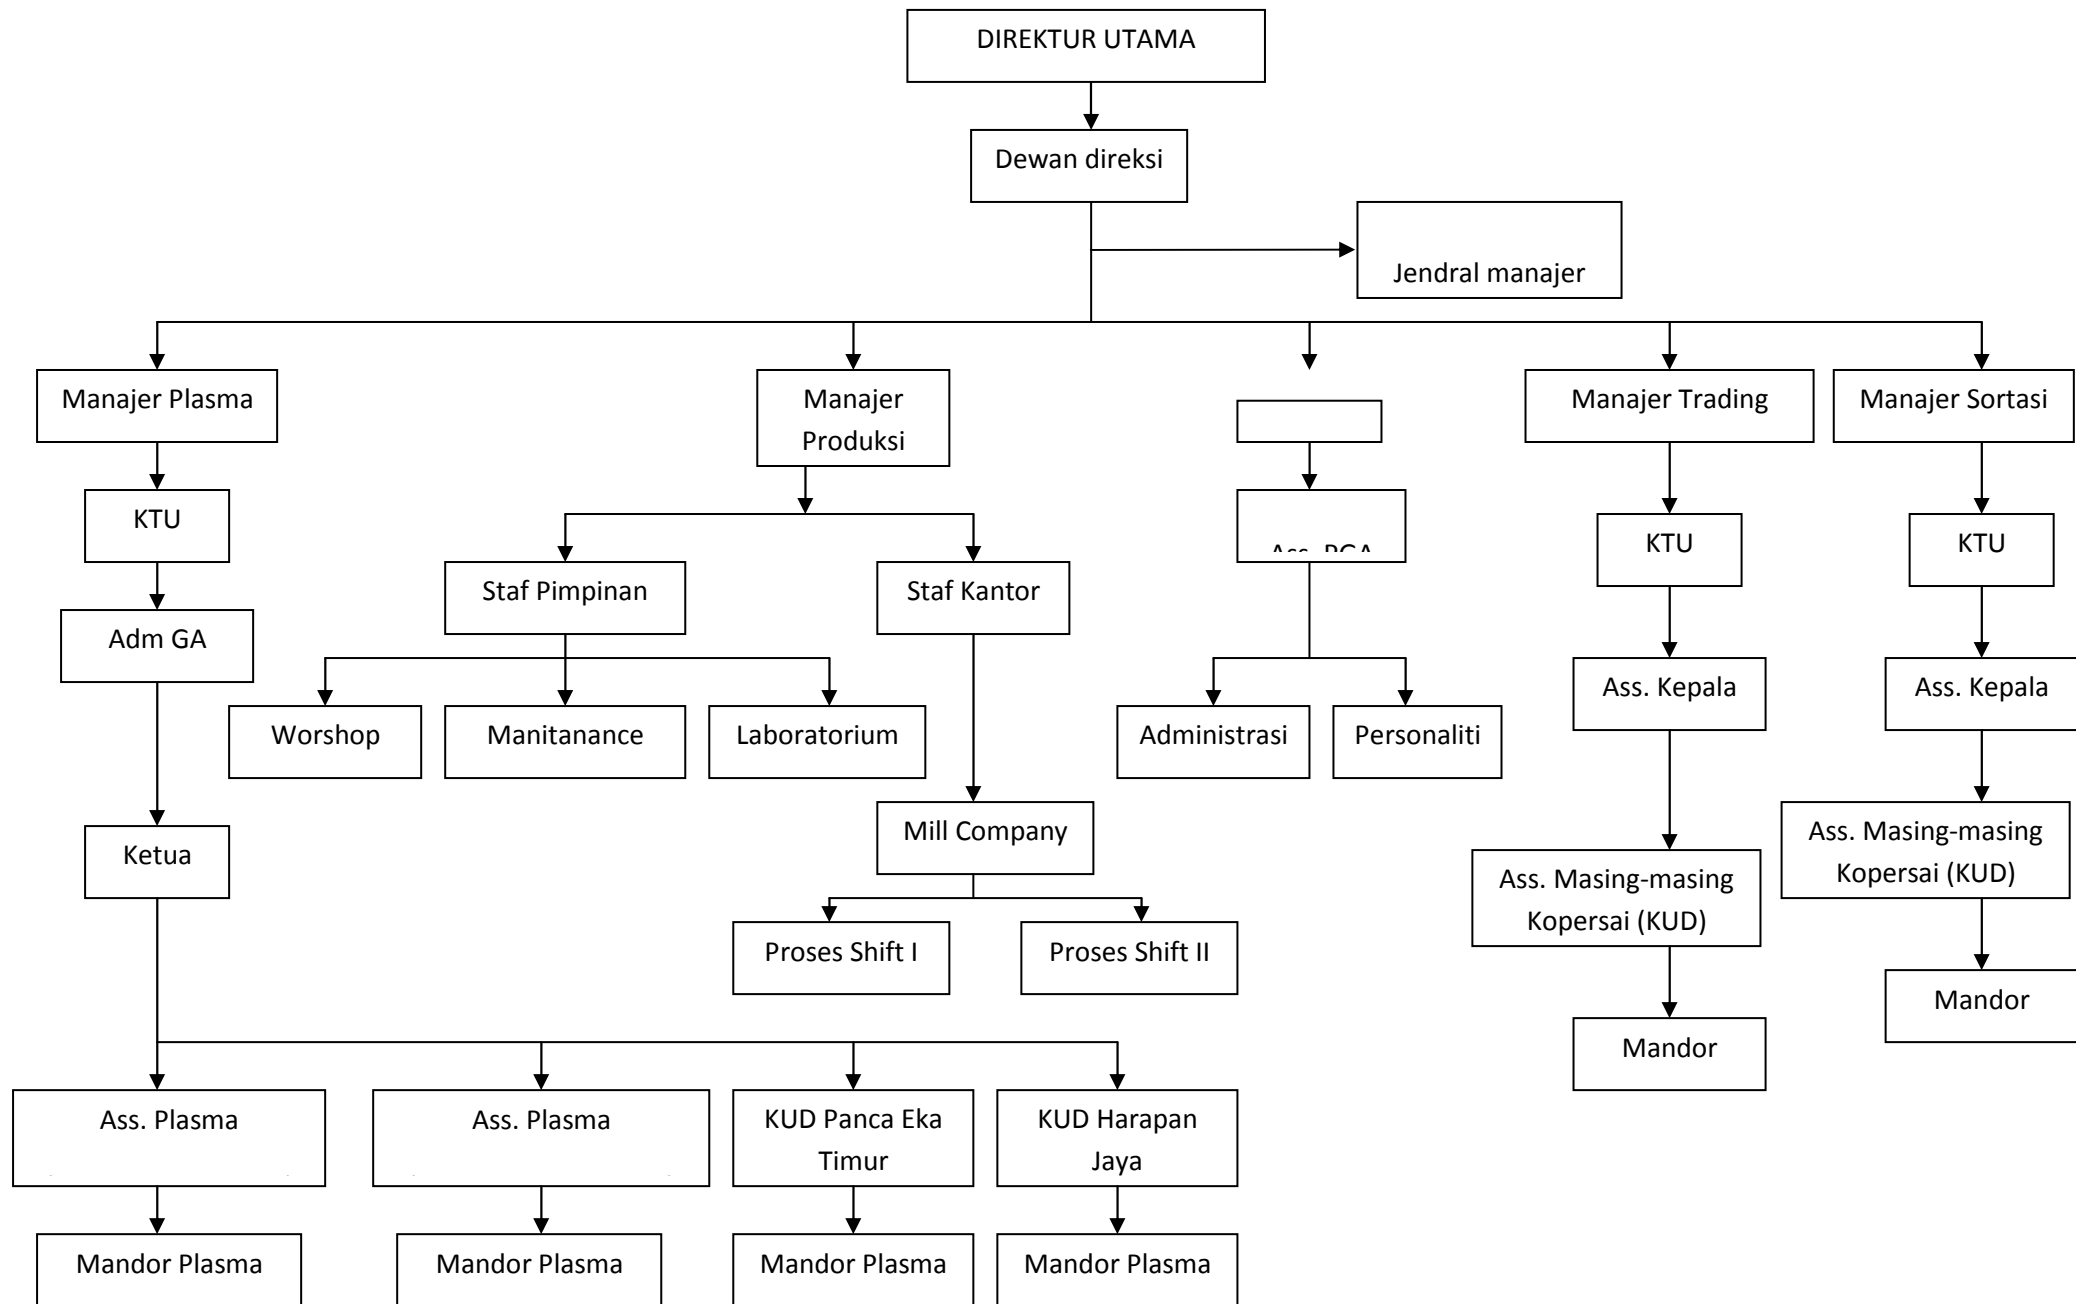 DIREKTUR UTAMA
Dewan direksi
Jendral manajer
Manajer Plasma
Manajer
Produksi
Manajer Trading
Manajer Sortasi
KTU
KTU
KTU
Staf Pimpinan
Staf Kantor
Adm GA
Ass. Kepala
Ass. Kepala
Worshop
Manitanance
Laboratorium
Administrasi
Personaliti
Ketua
Mill Company
Ass. Masing-masing
Kopersai (KUD)
Ass. Masing-masing
Kopersai (KUD)
Proses Shift I
Proses Shift II
Mandor
Mandor
Ass. Plasma
Ass. Plasma
KUD Panca Eka
Timur
KUD Harapan
Jaya
Mandor Plasma
Mandor Plasma
Mandor Plasma
Mandor Plasma